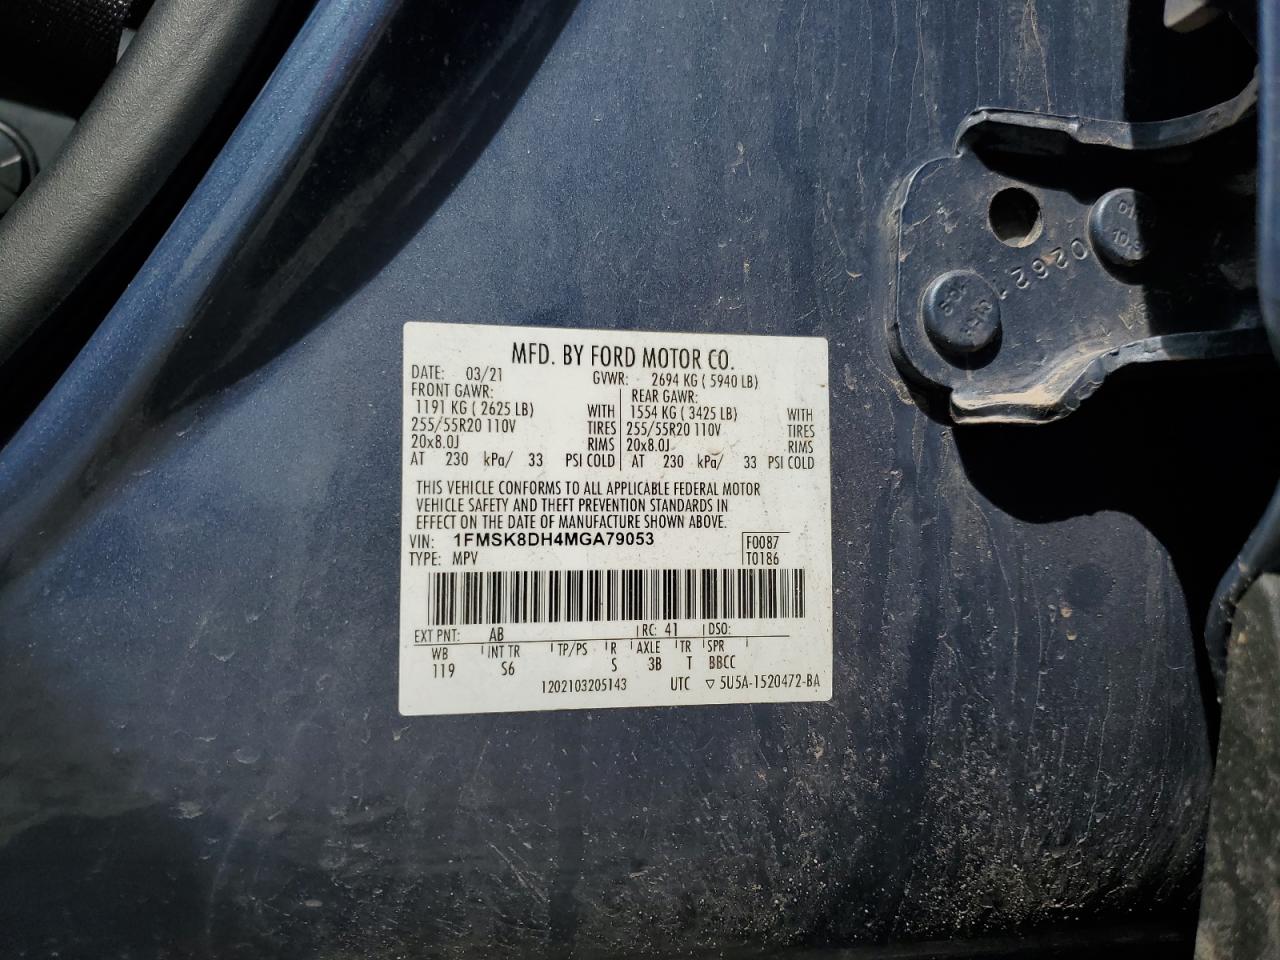 MFD. BY FORD MOTOR CO.
DATE: 03/21 GVWR: 2694 KG ( 5940 LB)
FRONT GAWR: REAR GAWR:
1191 KG ( 2625 LB) WITH 1554 KG ( 3425 LB) WITH
255/55R20 110V TIRES 255/55R20 110V TIRES
20x8.0J RIMS 20x8.0J RIMS
AT 230 kPa/ 33 PSI COLD AT 230 kPa/ 33 PSI COLD
THIS VEHICLE CONFORMS TO ALL APPLICABLE FEDERAL MOTOR
VEHICLE SAFETY AND THEFT PREVENTION STANDARDS IN
EFFECT ON THE DATE OF MANUFACTURE SHOWN ABOVE.
VIN: 1FMSK8DH4MGA79053 F0087
TYPE: MPV T0186
EXT PNT: AB RC: 41 DSO:
WB INT TR TP/PS R AXLE TR SPR
119 S6 S 3B T BBCC
1202103205143 UTC ▽ 5U5A-1520472-BA
02621